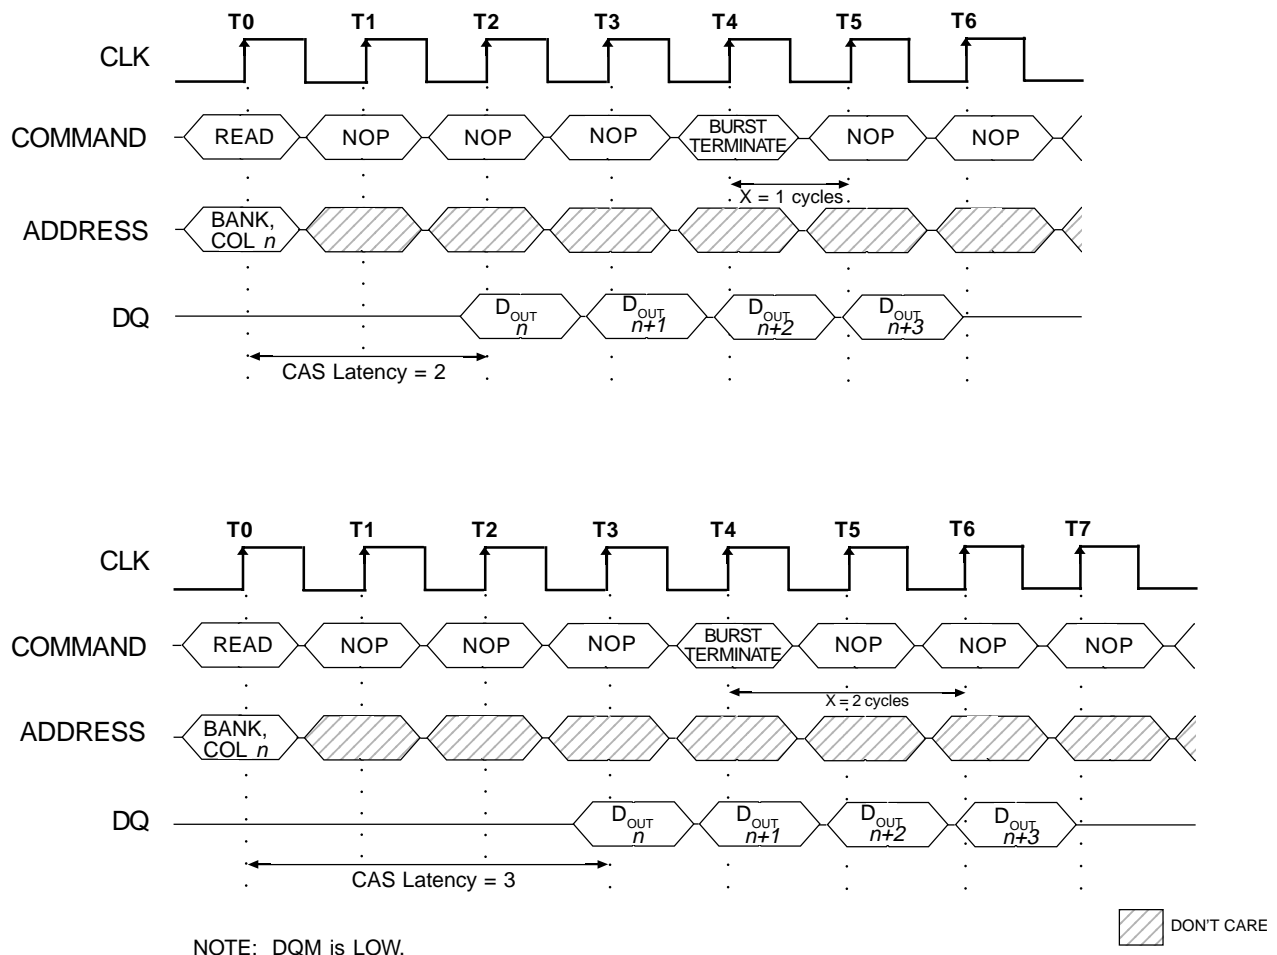 T0 T1 T2 T3 T4 T5 T6
CLK
COMMAND READ NOP NOP NOP BURST TERMINATE NOP NOP
X = 1 cycles
ADDRESS BANK, COL n
DQ DOUT n DOUT n+1 DOUT n+2 DOUT n+3
CAS Latency = 2
T0 T1 T2 T3 T4 T5 T6 T7
CLK
COMMAND READ NOP NOP NOP BURST TERMINATE NOP NOP NOP
X = 2 cycles
ADDRESS BANK, COL n
DQ DOUT n DOUT n+1 DOUT n+2 DOUT n+3
CAS Latency = 3
DON'T CARE
NOTE: DQM is LOW.